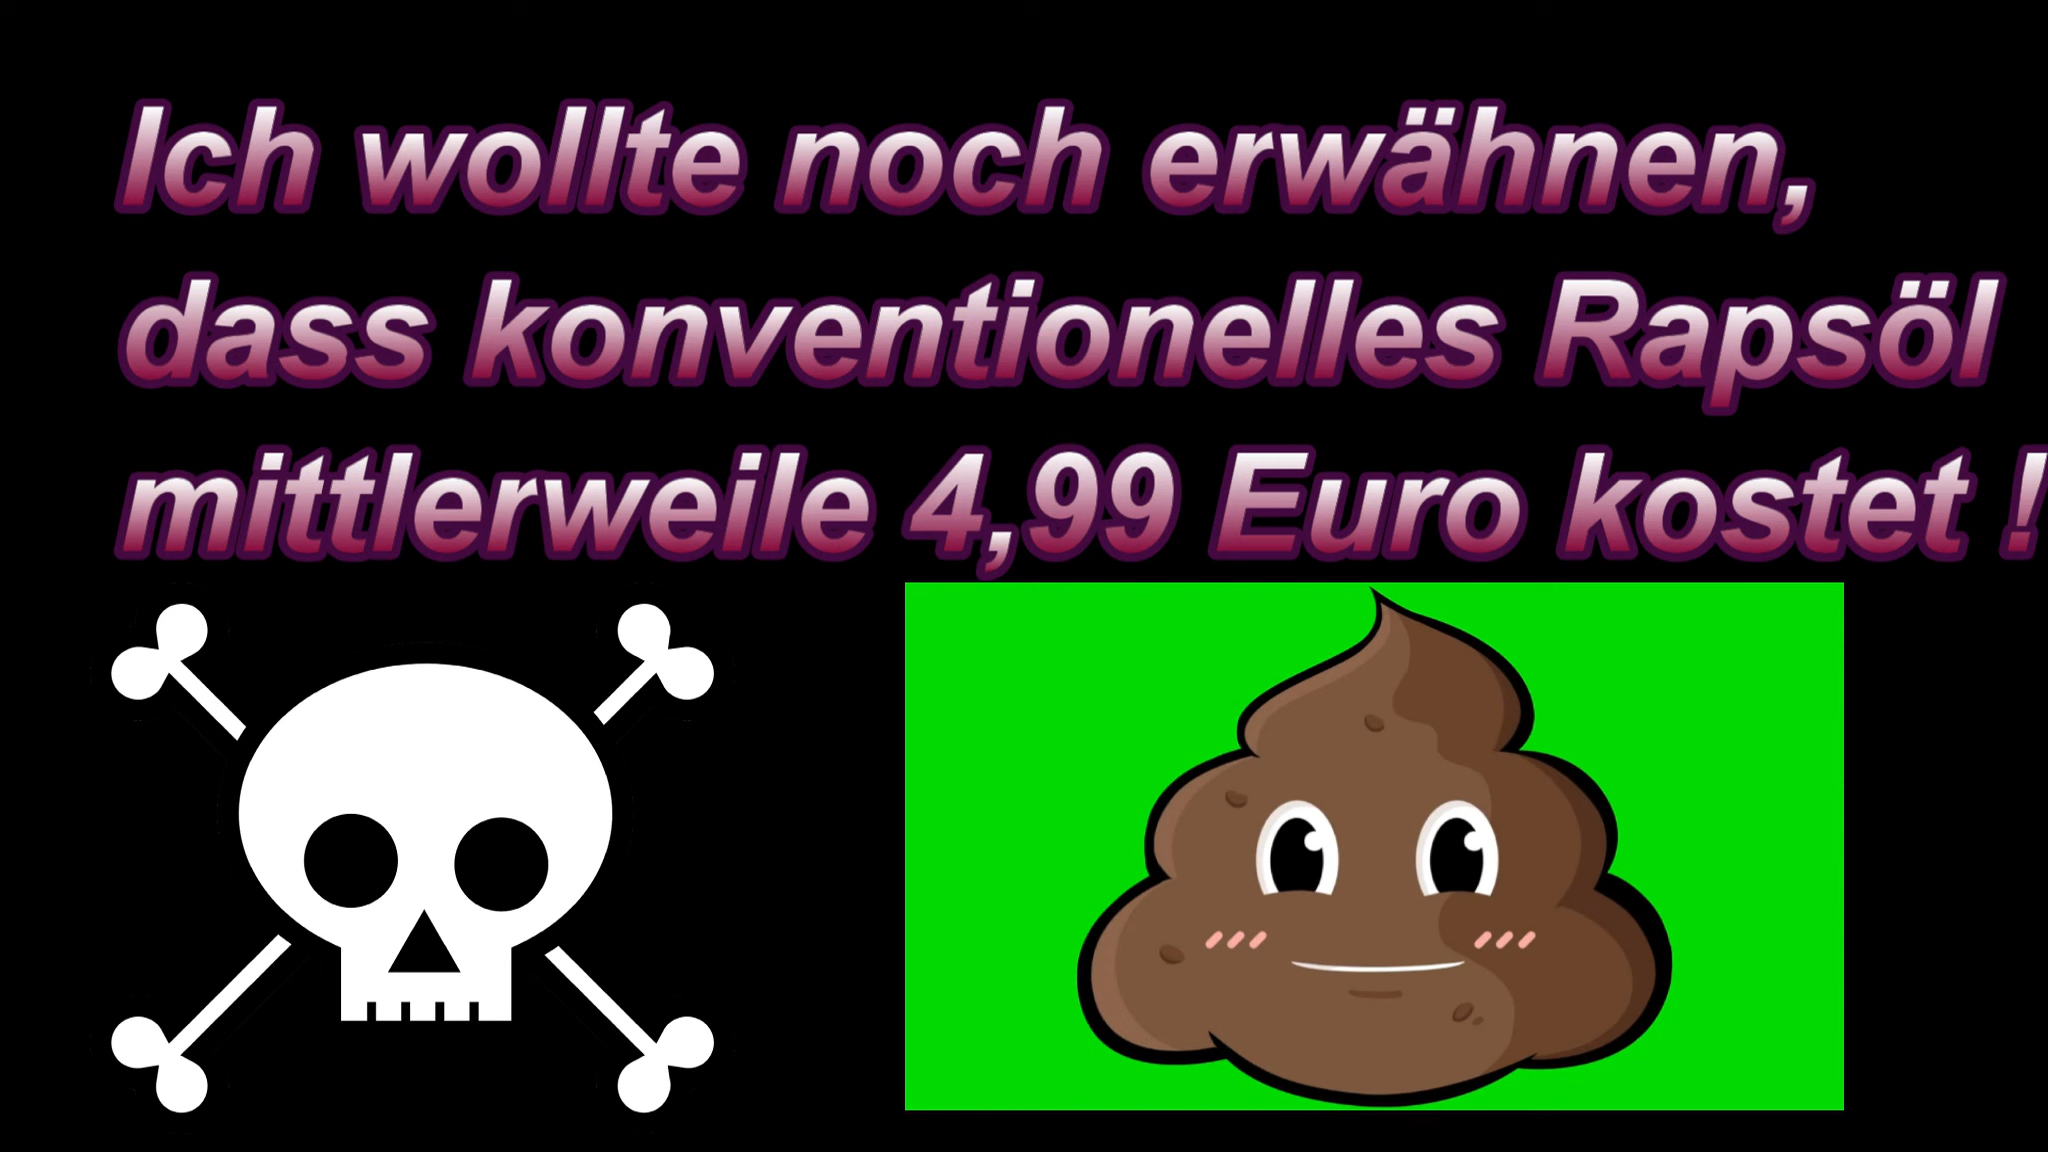 Ich wollte noch erwähnen,
dass konventionelles Rapsöl
mittlerweile 4,99 Euro kostet !